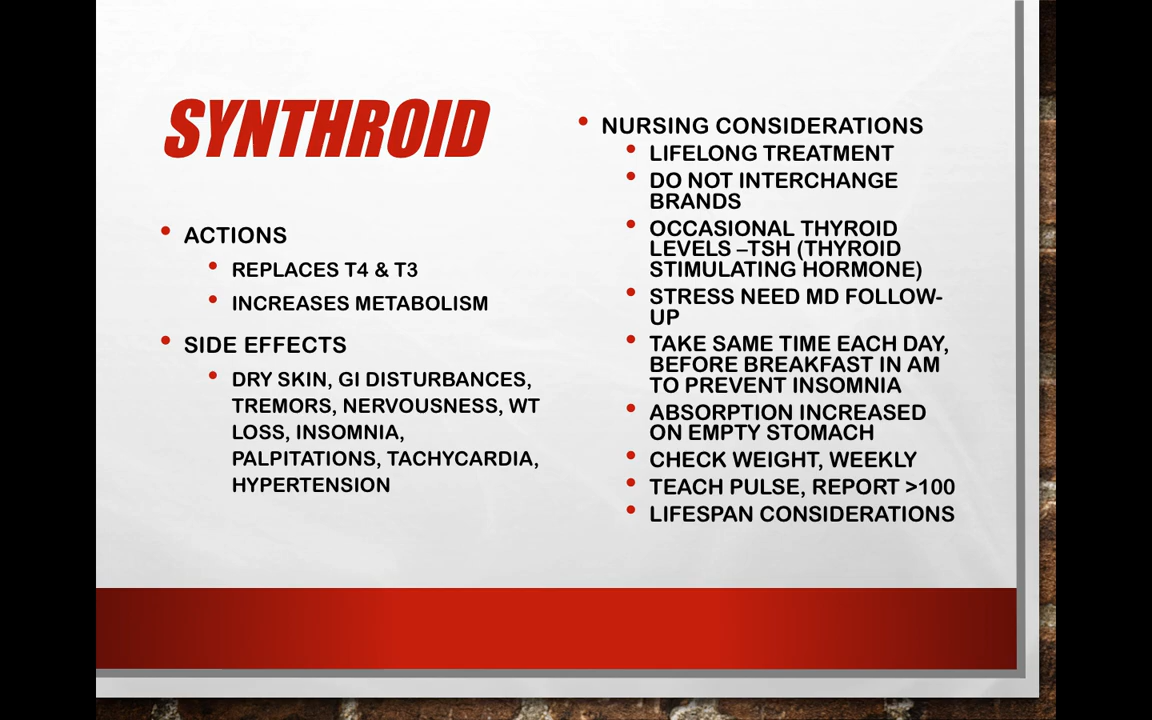 SYNTHROID
• ACTIONS
• REPLACES T4 & T3
• INCREASES METABOLISM
• SIDE EFFECTS
• DRY SKIN, GI DISTURBANCES,
TREMORS, NERVOUSNESS, WT
LOSS, INSOMNIA,
PALPITATIONS, TACHYCARDIA,
HYPERTENSION
• NURSING CONSIDERATIONS
• LIFELONG TREATMENT
• DO NOT INTERCHANGE
BRANDS
• OCCASIONAL THYROID
LEVELS –TSH (THYROID
STIMULATING HORMONE)
• STRESS NEED MD FOLLOW-
UP
• TAKE SAME TIME EACH DAY,
BEFORE BREAKFAST IN AM
TO PREVENT INSOMNIA
• ABSORPTION INCREASED
ON EMPTY STOMACH
• CHECK WEIGHT, WEEKLY
• TEACH PULSE, REPORT >100
• LIFESPAN CONSIDERATIONS